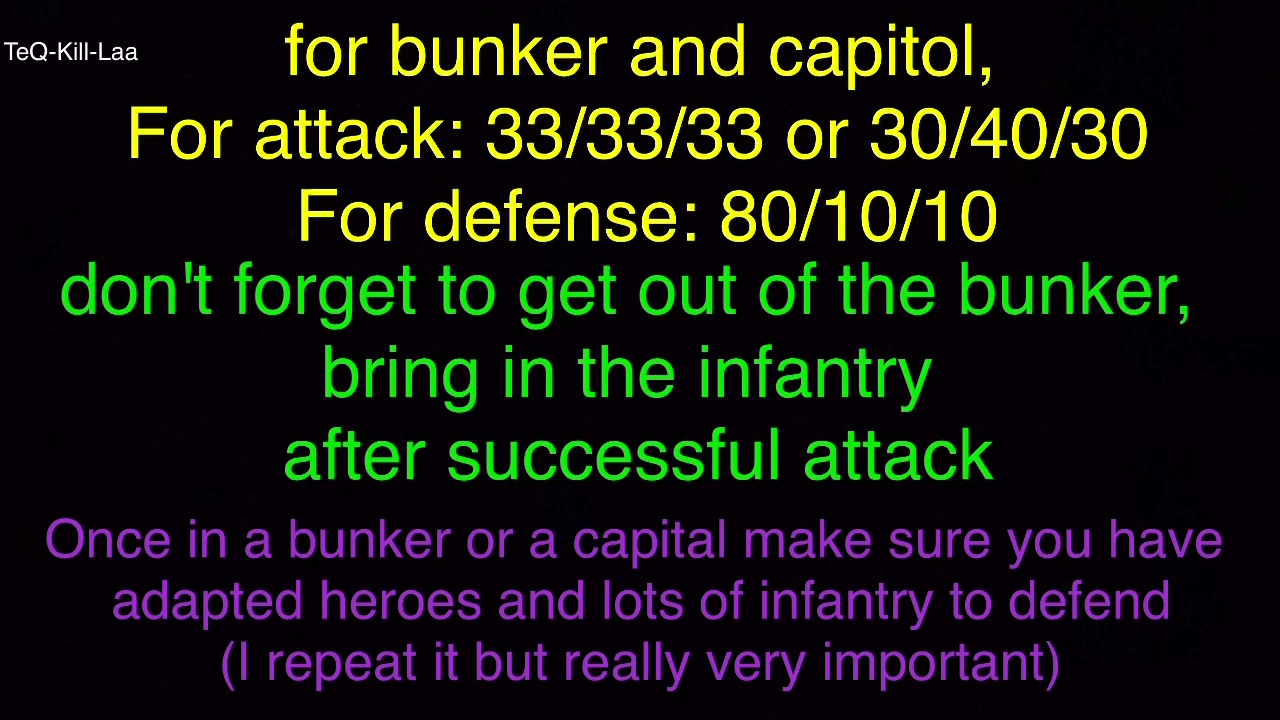 TeQ-Kill-Laa
for bunker and capitol,
For attack: 33/33/33 or 30/40/30
For defense: 80/10/10
don't forget to get out of the bunker,
bring in the infantry
after successful attack
Once in a bunker or a capital make sure you have
adapted heroes and lots of infantry to defend
(I repeat it but really very important)